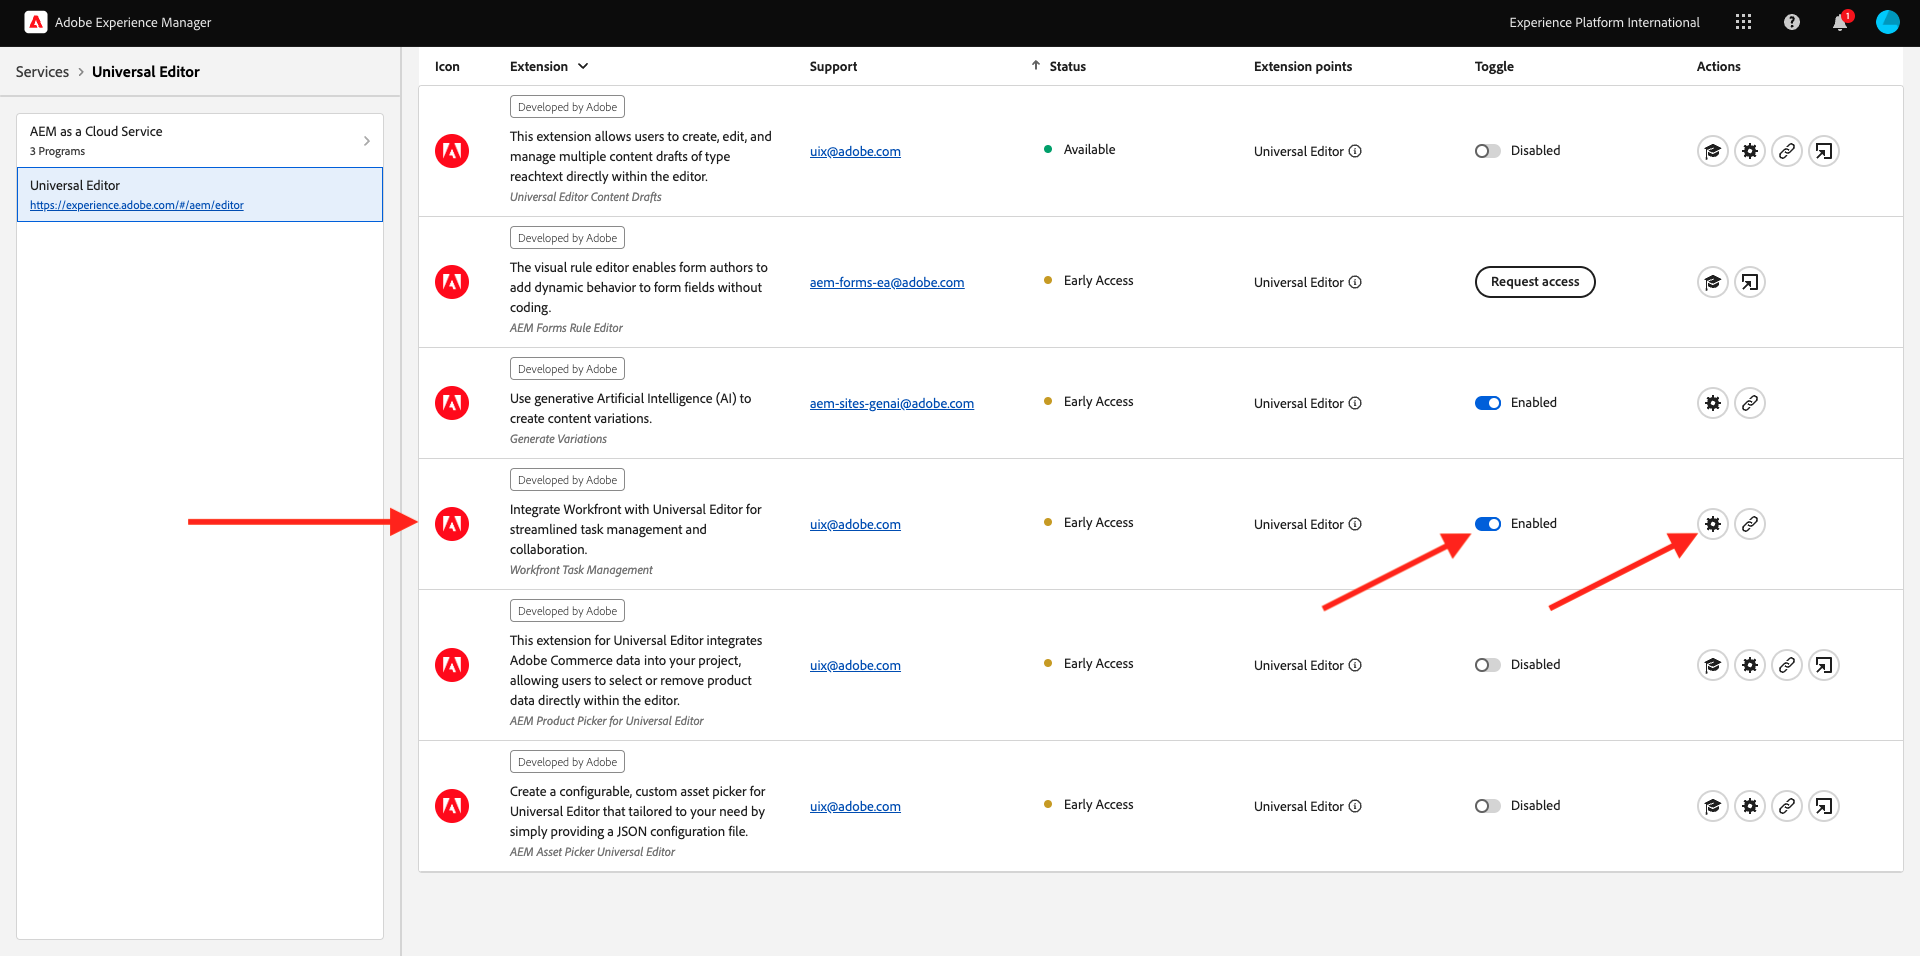 Adobe Experience Manager
Experience Platform International
1
Services > Universal Editor
AEM as a Cloud Service
3 Programs
Universal Editor
https://experience.adobe.com/#/aem/editor
Icon Extension Support Status Extension points Toggle Actions
Developed by Adobe
This extension allows users to create, edit, and
manage multiple content drafts of type
reachtext directly within the editor.
Universal Editor Content Drafts
uix@adobe.com
Available
Universal Editor
Disabled
Developed by Adobe
The visual rule editor enables form authors to
add dynamic behavior to form fields without
coding.
AEM Forms Rule Editor
aem-forms-ea@adobe.com
Early Access
Universal Editor
Request access
Developed by Adobe
Use generative Artificial Intelligence (AI) to
create content variations.
Generate Variations
aem-sites-genai@adobe.com
Early Access
Universal Editor
Enabled
Developed by Adobe
Integrate Workfront with Universal Editor for
streamlined task management and
collaboration.
Workfront Task Management
uix@adobe.com
Early Access
Universal Editor
Enabled
Developed by Adobe
This extension for Universal Editor integrates
Adobe Commerce data into your project,
allowing users to select or remove product
data directly within the editor.
AEM Product Picker for Universal Editor
uix@adobe.com
Early Access
Universal Editor
Disabled
Developed by Adobe
Create a configurable, custom asset picker for
Universal Editor that tailored to your need by
simply providing a JSON configuration file.
AEM Asset Picker Universal Editor
uix@adobe.com
Early Access
Universal Editor
Disabled